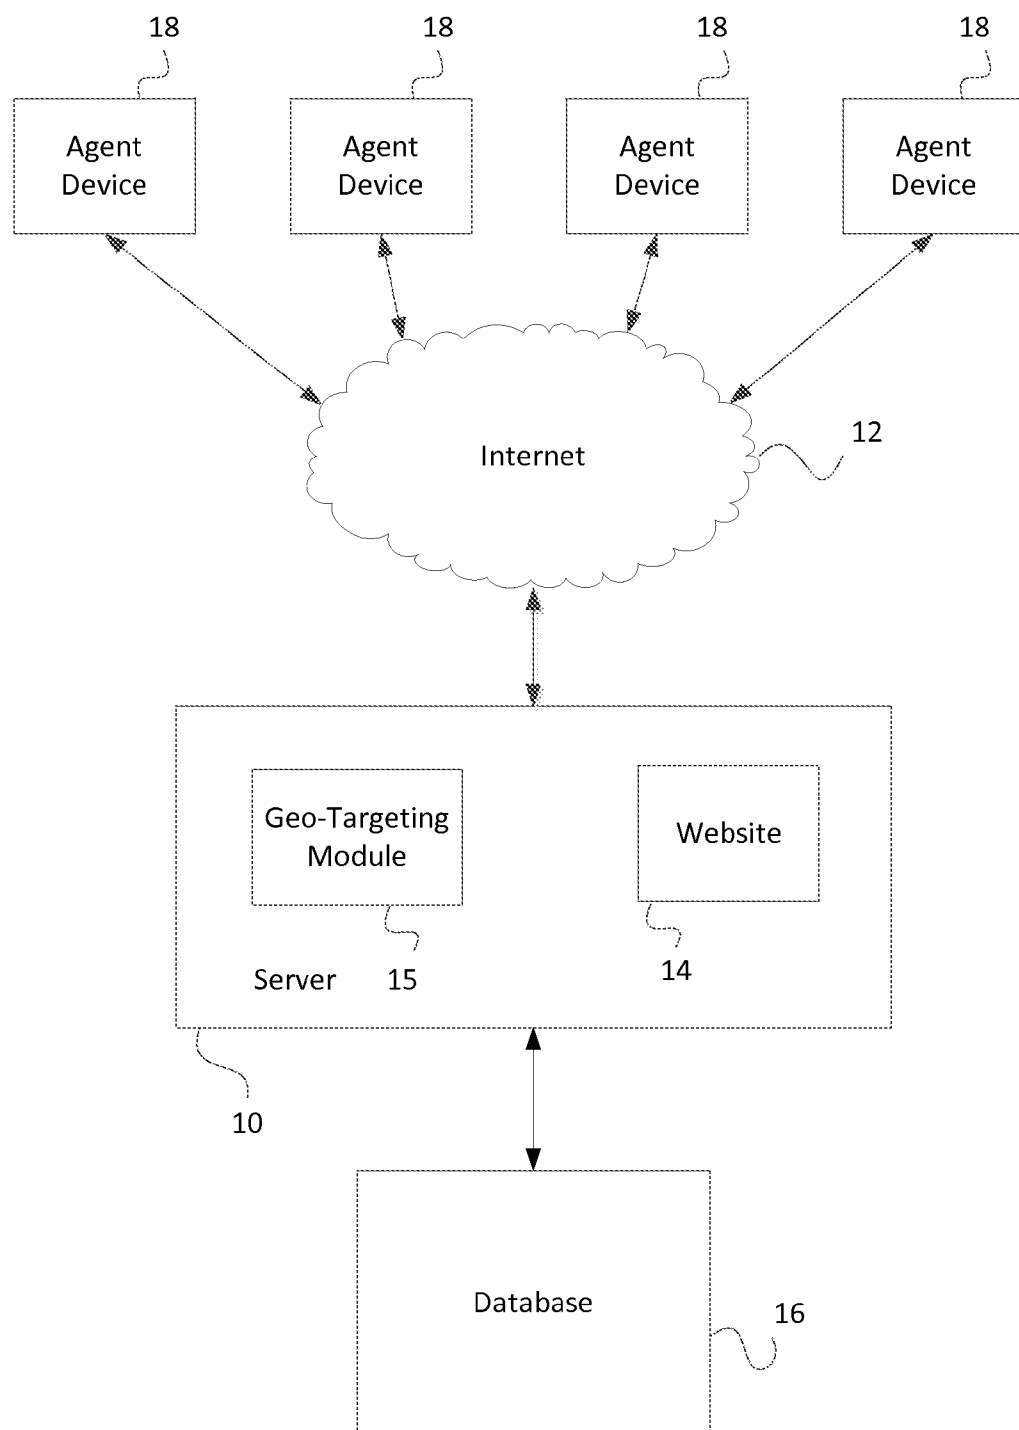 18 18 18 18
Agent Device
Agent Device
Agent Device
Agent Device
12
Internet
Geo-Targeting
Module
Website
Server
15
14
10
Database
16